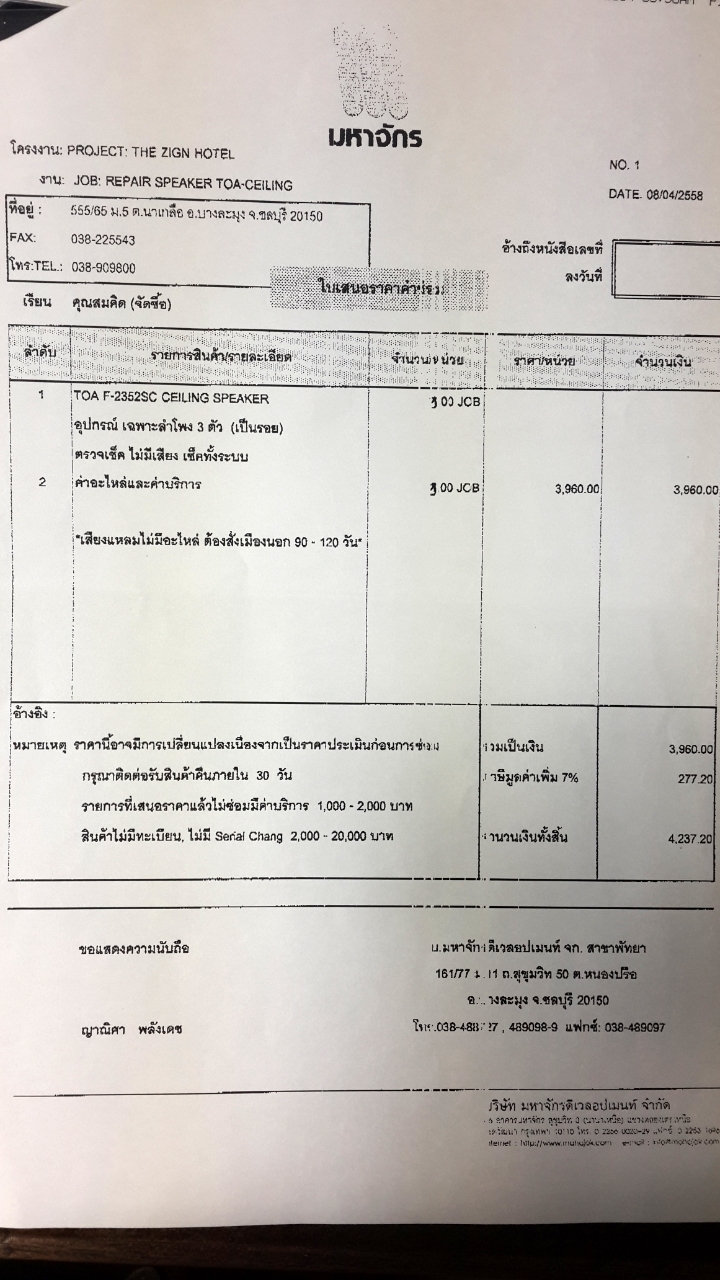 มหาจักร
โครงงาน: PROJECT: THE ZIGN HOTEL
NO. 1
งาน: JOB: REPAIR SPEAKER TOA-CEILING
DATE. 08/04/2558
ที่อยู่ : 555/65 ม.5 ต.นาเกลือ อ.บางละมุง จ.ชลบุรี 20150
FAX: 038-225543
อ้างถึงหนังสือเลขที่
โทร:TEL.: 038-909800
ลงวันที่
ใบเสนอราคาค่าซ่อม
เรียน คุณสมคิด (จัดซื้อ)
ลำดับ รายการสินค้า/รายละเอียด จำนวนหน่วย ราคา/หน่วย จำนวนเงิน
1 TOA F-2352SC CEILING SPEAKER 00 JOB
อุปกรณ์ เฉพาะลำโพง 3 ตัว (เป็นรอย)
ตรวจเช็ค ไม่มีเสียง เช็คทั้งระบบ
2 ค่าอะไหล่และค่าบริการ 00 JOB 3,960.00 3,960.00
"เสียงแหลมไม่มีอะไหล่ ต้องสั่งเมืองนอก 90 - 120 วัน"
อ้างอิง :
หมายเหตุ ราคานี้อาจมีการเปลี่ยนแปลงเนื่องจากเป็นราคาประเมินก่อนการซ่อม รวมเป็นเงิน 3,960.00
กรุณาติดต่อรับสินค้าคืนภายใน 30 วัน ภาษีมูลค่าเพิ่ม 7% 277.20
รายการที่เสนอราคาแล้วไม่ซ่อมมีค่าบริการ 1,000 - 2,000 บาท
สินค้าไม่มีทะเบียน, ไม่มี Serial Chang 2,000 - 20,000 บาท จำนวนเงินทั้งสิ้น 4,237.20
ขอแสดงความนับถือ
บ.มหาจักรดิเวลอปเมนท์ จก. สาขาพัทยา
161/77 ม.11 ถ.สุขุมวิท 50 ต.หนองปรือ
อ.บางละมุง จ.ชลบุรี 20150
ญาณิศา พลังเดช
โทร.038-488 27 , 489098-9 แฟกซ์: 038-489097
บริษัท มหาจักรดิเวลอปเมนท์ จำกัด
http://www.mahajak.com e-mail : info@mahajak.com